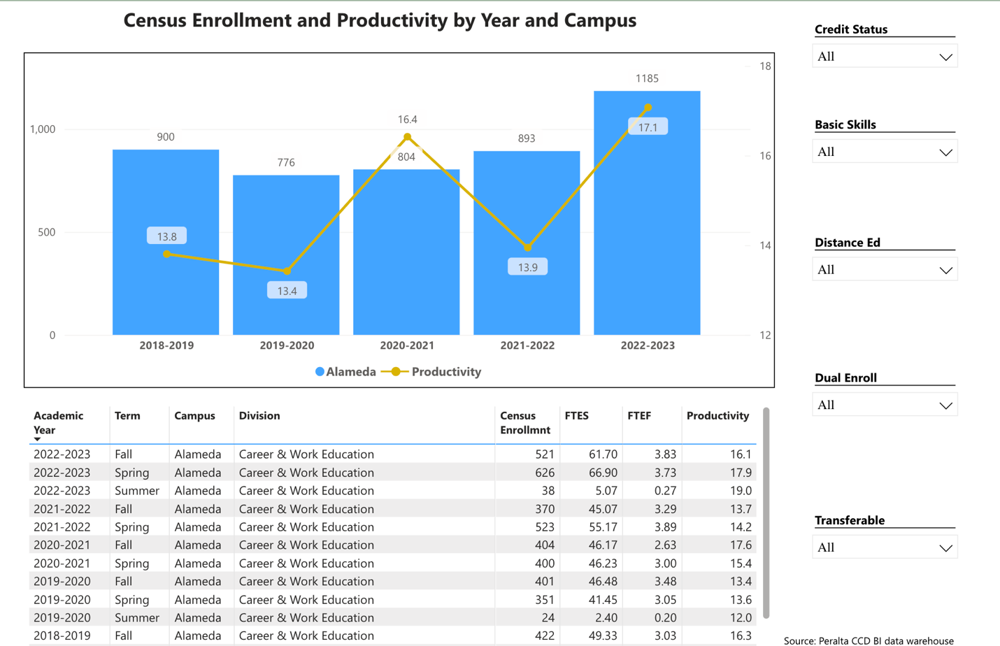 Census Enrollment and Productivity by Year and Campus
Credit Status
All
Basic Skills
All
Distance Ed
All
Dual Enroll
All
Transferable
All
18
1185
16.4
17.1
1,000
900
893
776
804
16
500
13.8
14
13.9
13.4
0
12
2018-2019 2019-2020 2020-2021 2021-2022 2022-2023
Alameda Productivity
Academic Year Term Campus Division Census Enrollmnt FTES FTEF Productivity
2022-2023 Fall Alameda Career & Work Education 521 61.70 3.83 16.1
2022-2023 Spring Alameda Career & Work Education 626 66.90 3.73 17.9
2022-2023 Summer Alameda Career & Work Education 38 5.07 0.27 19.0
2021-2022 Fall Alameda Career & Work Education 370 45.07 3.29 13.7
2021-2022 Spring Alameda Career & Work Education 523 55.17 3.89 14.2
2020-2021 Fall Alameda Career & Work Education 404 46.17 2.63 17.6
2020-2021 Spring Alameda Career & Work Education 400 46.23 3.00 15.4
2019-2020 Fall Alameda Career & Work Education 401 46.48 3.48 13.4
2019-2020 Spring Alameda Career & Work Education 351 41.45 3.05 13.6
2019-2020 Summer Alameda Career & Work Education 24 2.40 0.20 12.0
2018-2019 Fall Alameda Career & Work Education 422 49.33 3.03 16.3
Source: Peralta CCD BI data warehouse